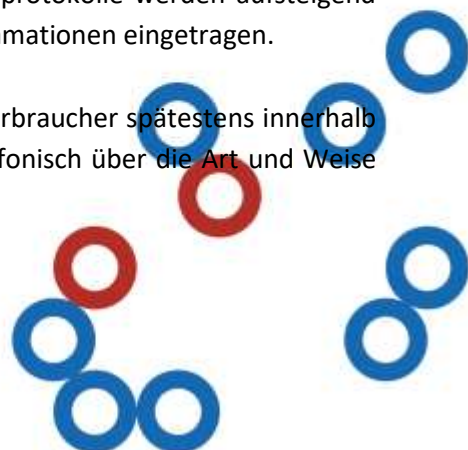 protokolle werden aufsteigend
mationen eingetragen.
rbraucher spätestens innerhalb
fonisch über die Art und Weise